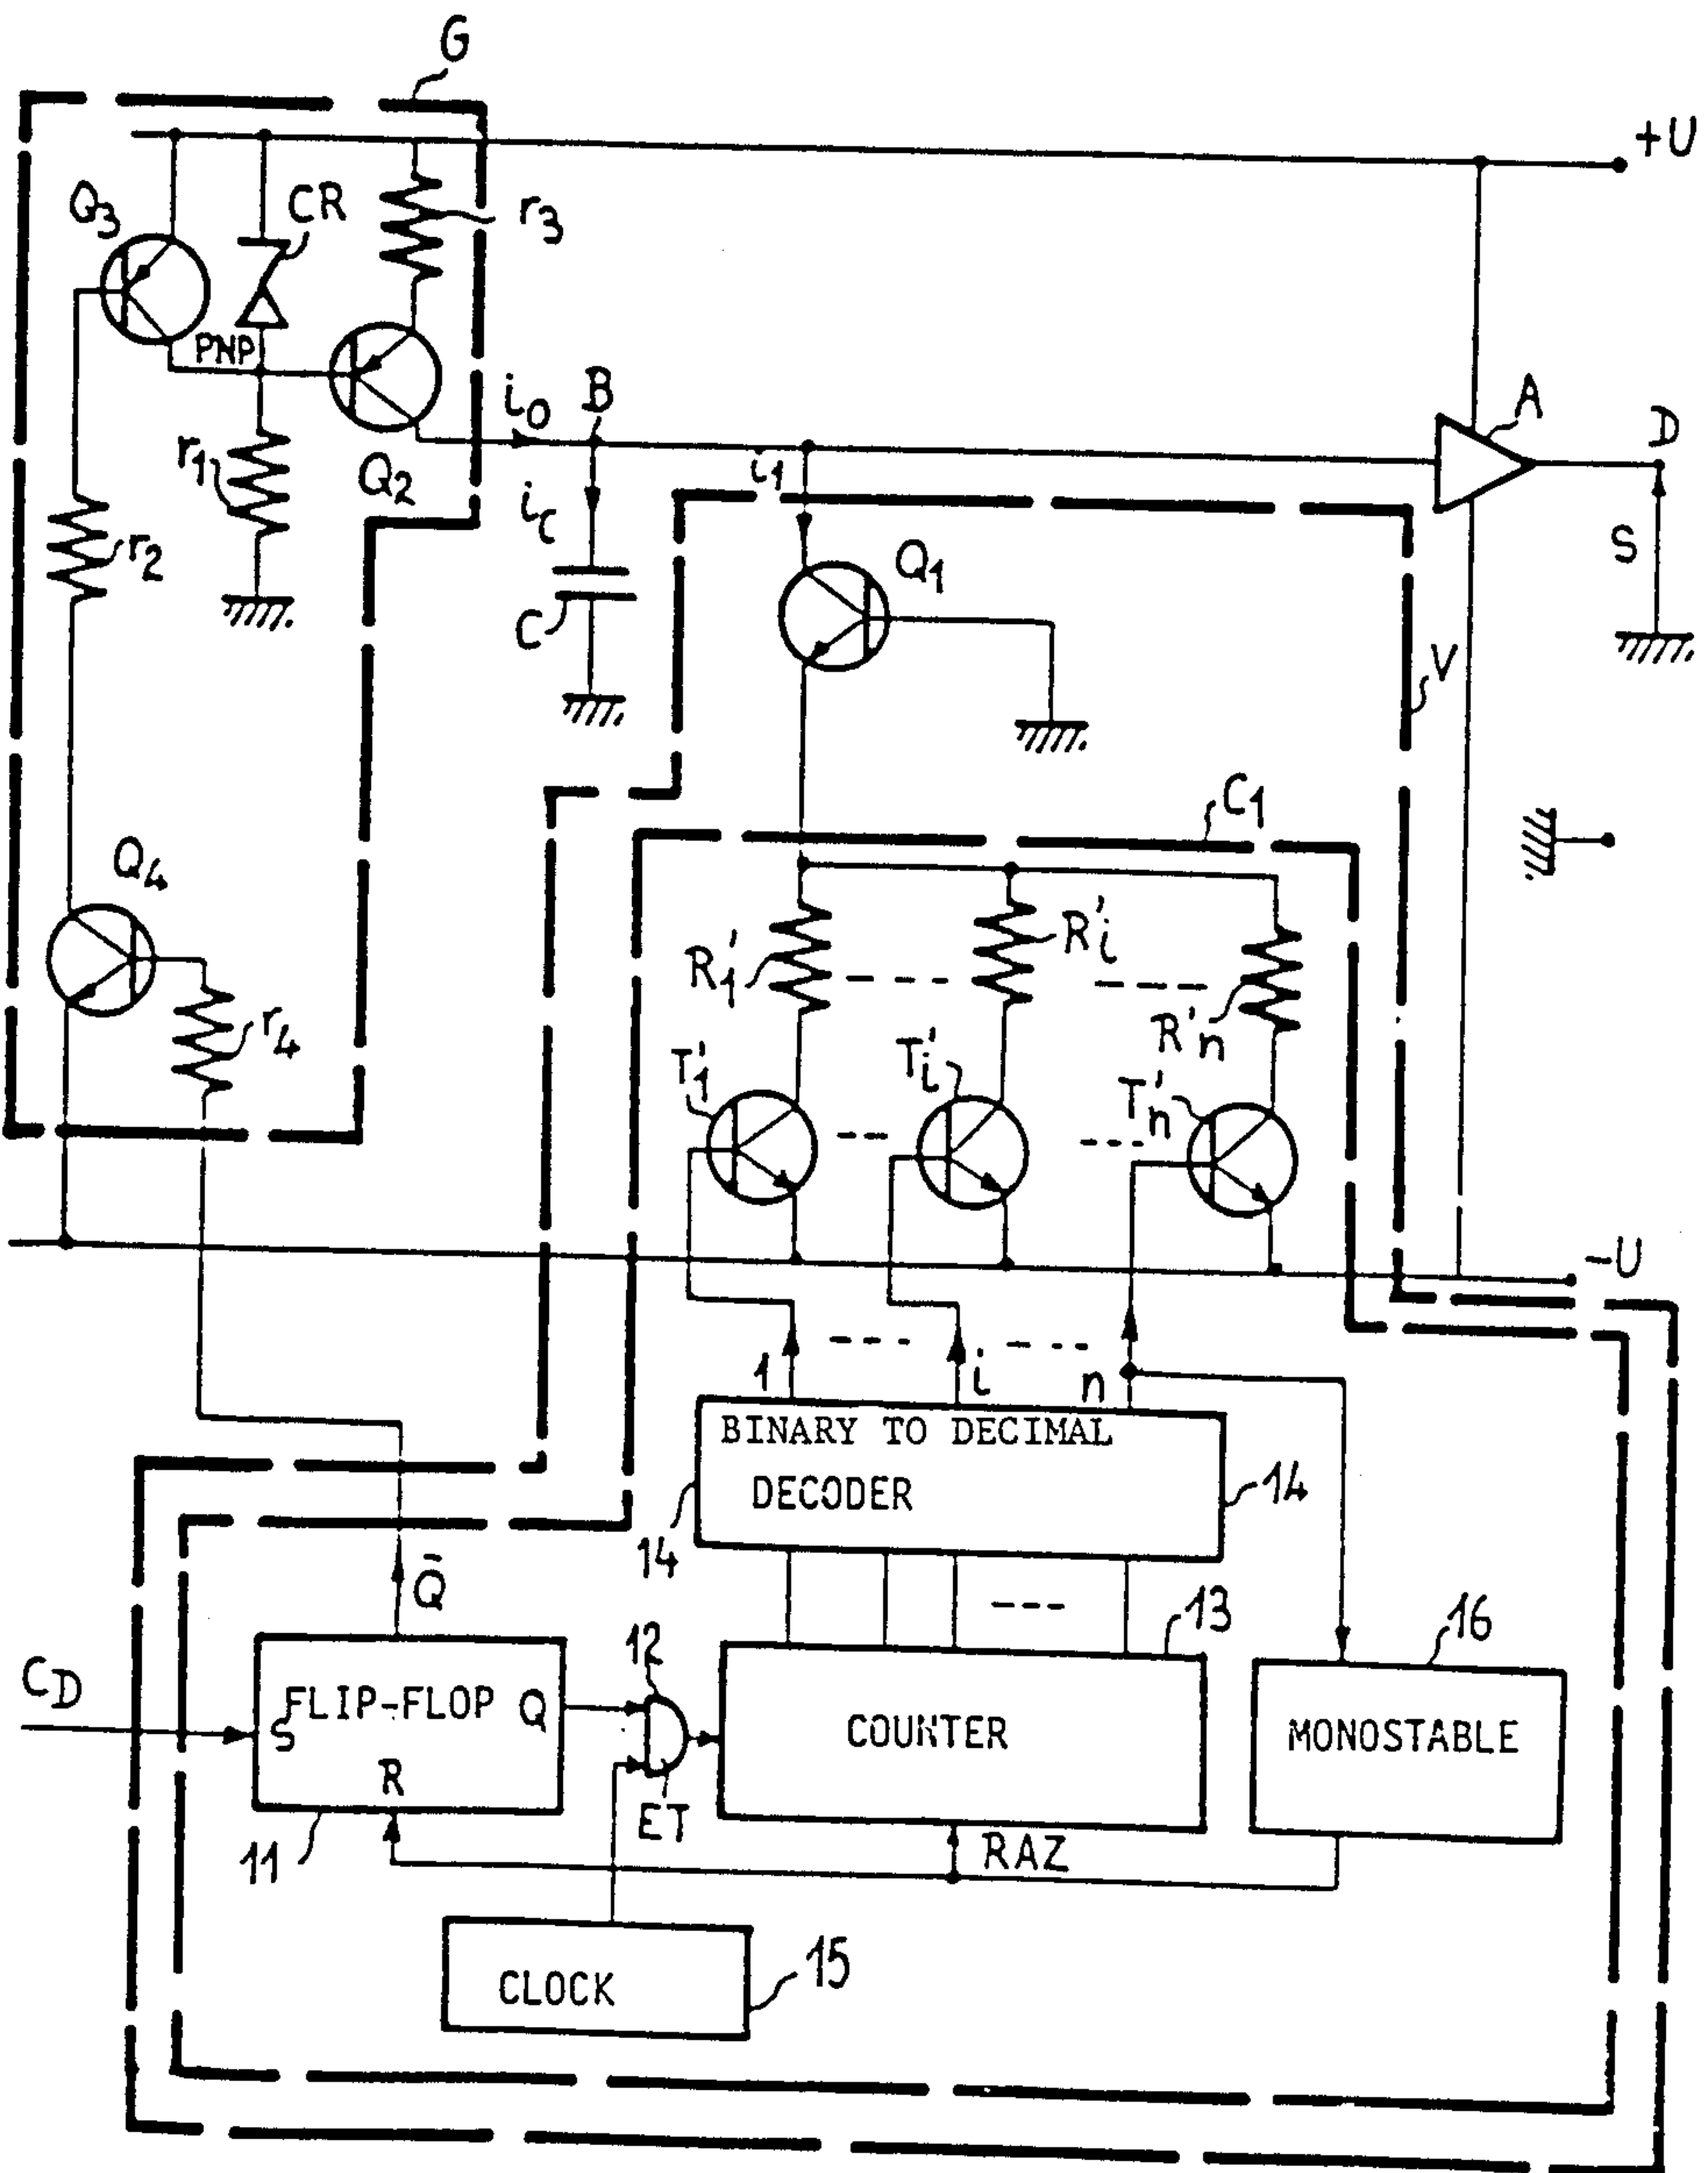 G
+U
Q3
CR
r3
PNP
i0
B
A
D
r1
Q2
i1
iC
r2
Q1
S
C
V
C1
Q4
R'1
R'i
R'n
r4
T'1
T'i
T'n
-U
1
i
n
BINARY TO DECIMAL
DECODER
14
14
Q̄
13
12
16
CD
S
FLIP-FLOP
Q
COUNTER
MONOSTABLE
R
ET
11
RAZ
CLOCK
15